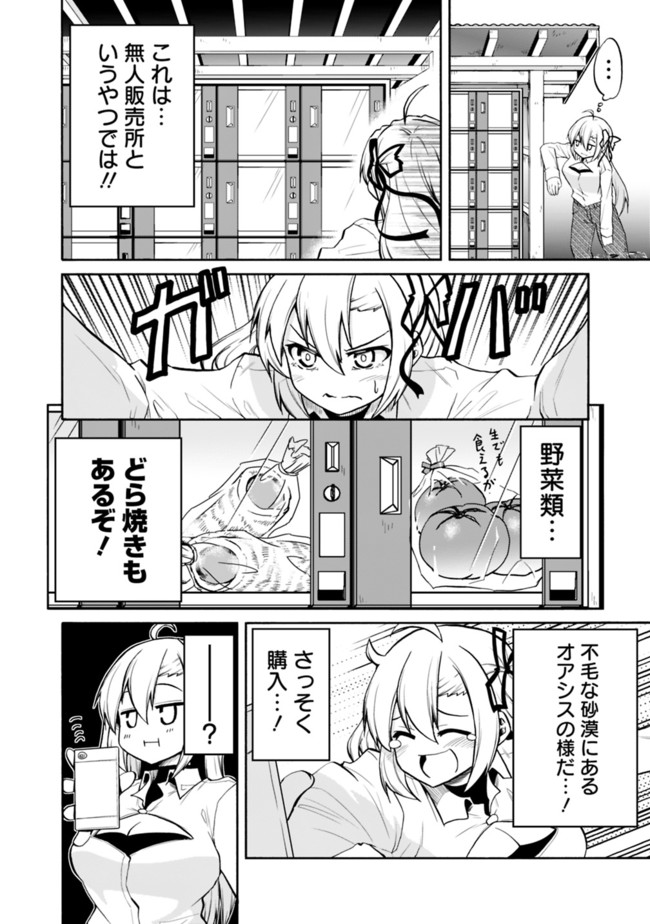 …
これは…
無人販売所と
いうやつでは!!
ガバ
野菜類…
生でも
食えるが
どら焼きも
あるぞ!
不毛な砂漠にある
オアシスの様だ…!
さっそく
購入…!
――?